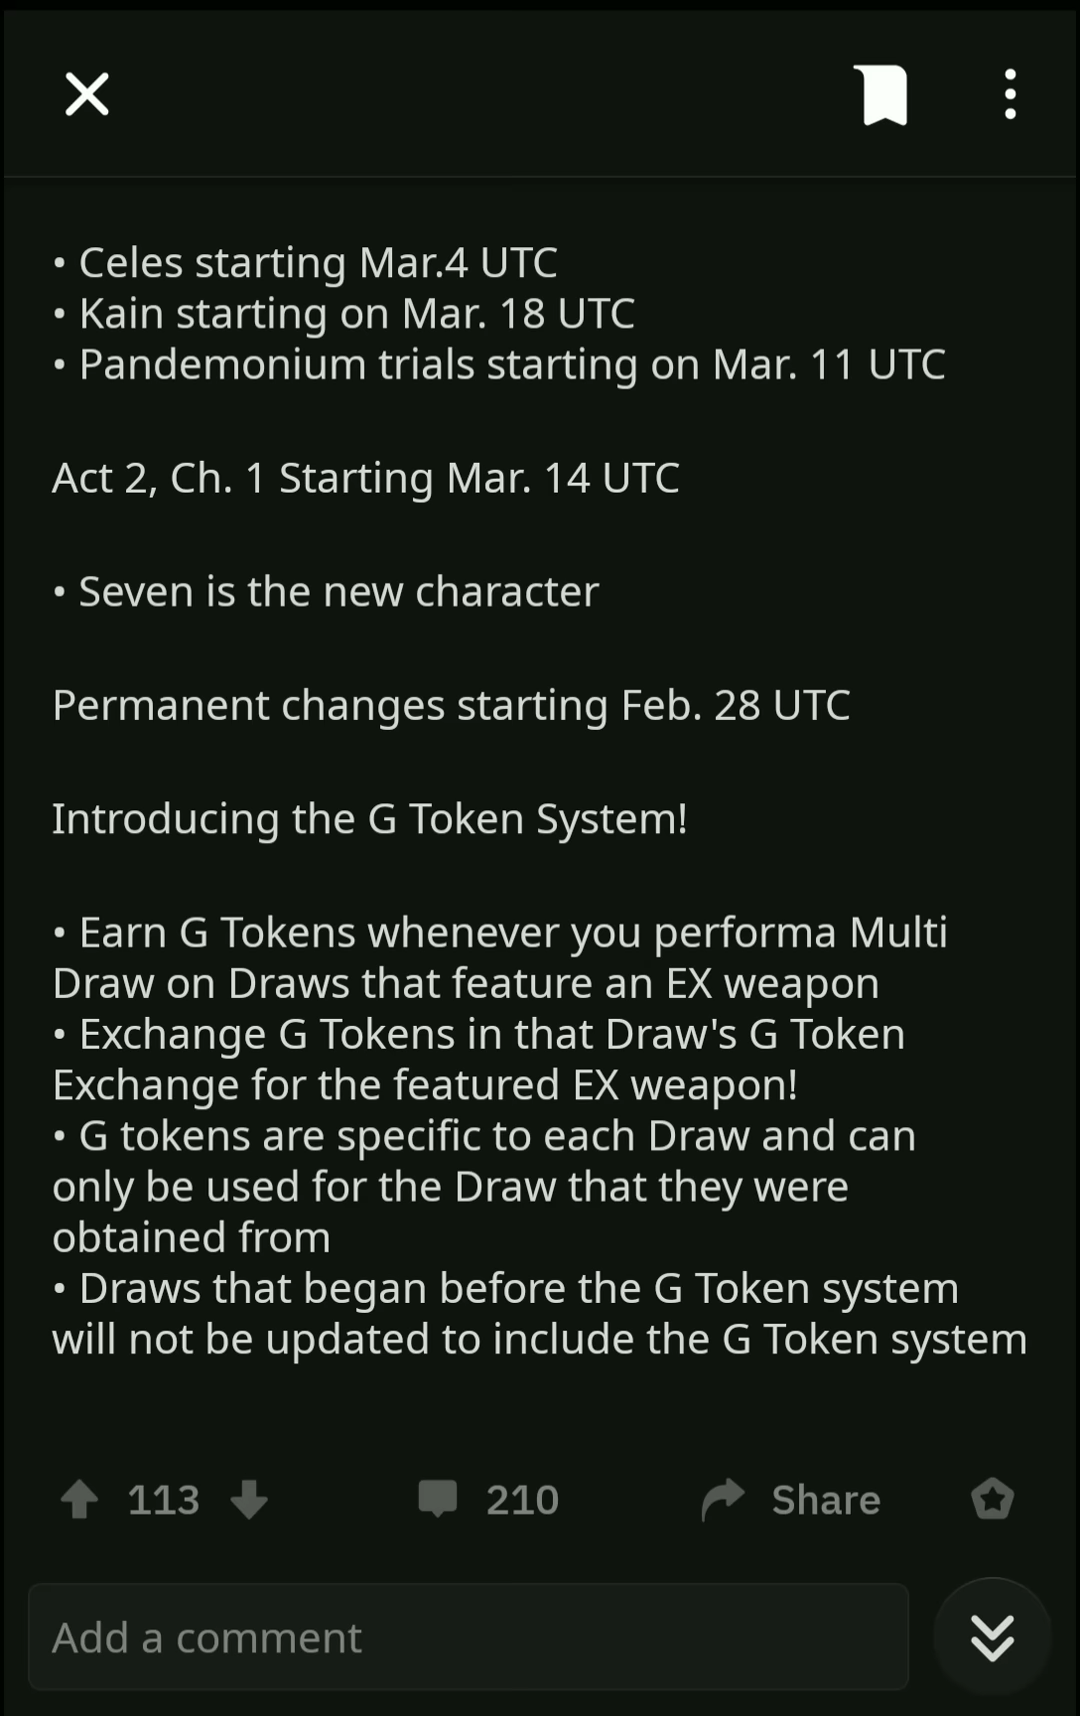 • Celes starting Mar.4 UTC
• Kain starting on Mar. 18 UTC
• Pandemonium trials starting on Mar. 11 UTC
Act 2, Ch. 1 Starting Mar. 14 UTC
• Seven is the new character
Permanent changes starting Feb. 28 UTC
Introducing the G Token System!
• Earn G Tokens whenever you performa Multi
Draw on Draws that feature an EX weapon
• Exchange G Tokens in that Draw's G Token
Exchange for the featured EX weapon!
• G tokens are specific to each Draw and can
only be used for the Draw that they were
obtained from
• Draws that began before the G Token system
will not be updated to include the G Token system
113 210 Share
Add a comment